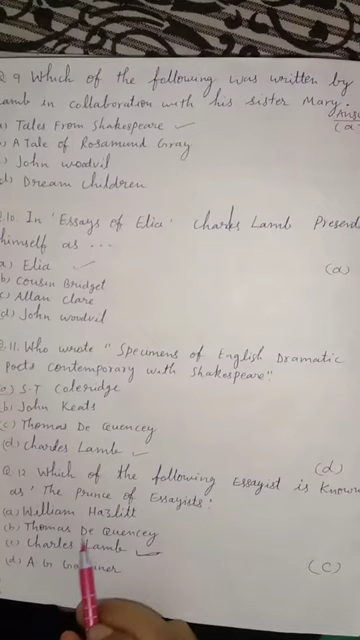 Q 9 Which of the following was written by
Lamb in collaboration with his sister Mary.
Ans
a) Tales From Shakespeare ✓ (a)
) A Tale of Rosamund Gray
) John Woodvil
(d) Dream Children
Q.10. In 'Essays of Elia' Charles Lamb Present
himself as ...
a) Elia ✓ (a)
b) Cousin Bridget
c) Allan Clare
(d) John Woodvil
Q.11. Who wrote "Specimens of English Dramatic
Poets contemporary with Shakespeare"
(a) S.T Coleridge
(b) John Keats
(c) Thomas De Quencey
(d) Charles Lamb ✓ (d)
Q.12 Which of the following Essayist is Known
as 'The Prince of Essayists?
(a) William Hazlitt
(b) Thomas De Quencey
(c) Charles Lamb ✓
(d) A. G (C)